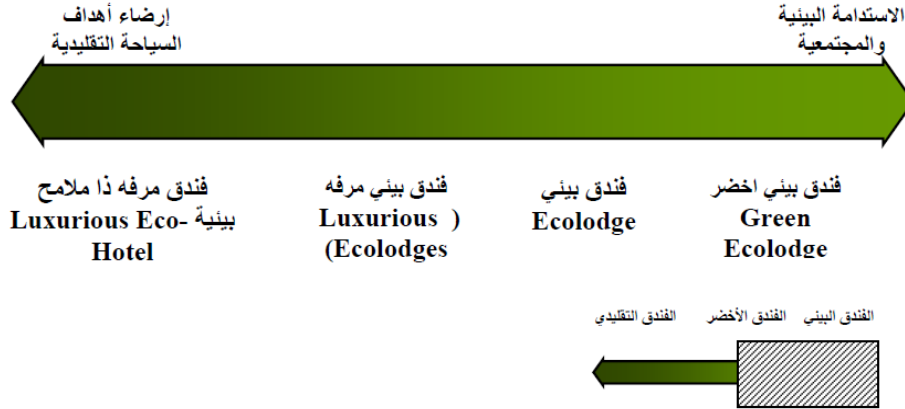 الاستدامة البيئية
والمجتمعية
إرضاء أهداف
السياحة التقليدية
فندق بيئي اخضر
Green
Ecolodge
فندق بيئي
Ecolodge
فندق بيئي مرفه
Luxurious )
(Ecolodges
فندق مرفه ذا ملامح
بيئية Luxurious Eco-
Hotel
الفندق البيئي
الفندق الأخضر
الفندق التقليدي